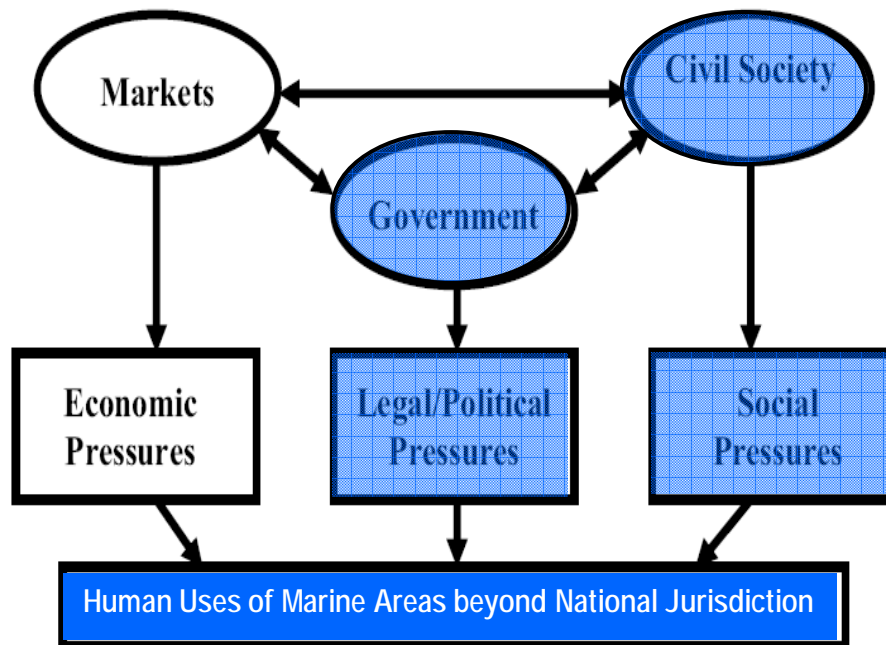 Markets
Civil Society
Government
Economic
Pressures
Legal/Political
Pressures
Social
Pressures
Human Uses of Marine Areas beyond National Jurisdiction